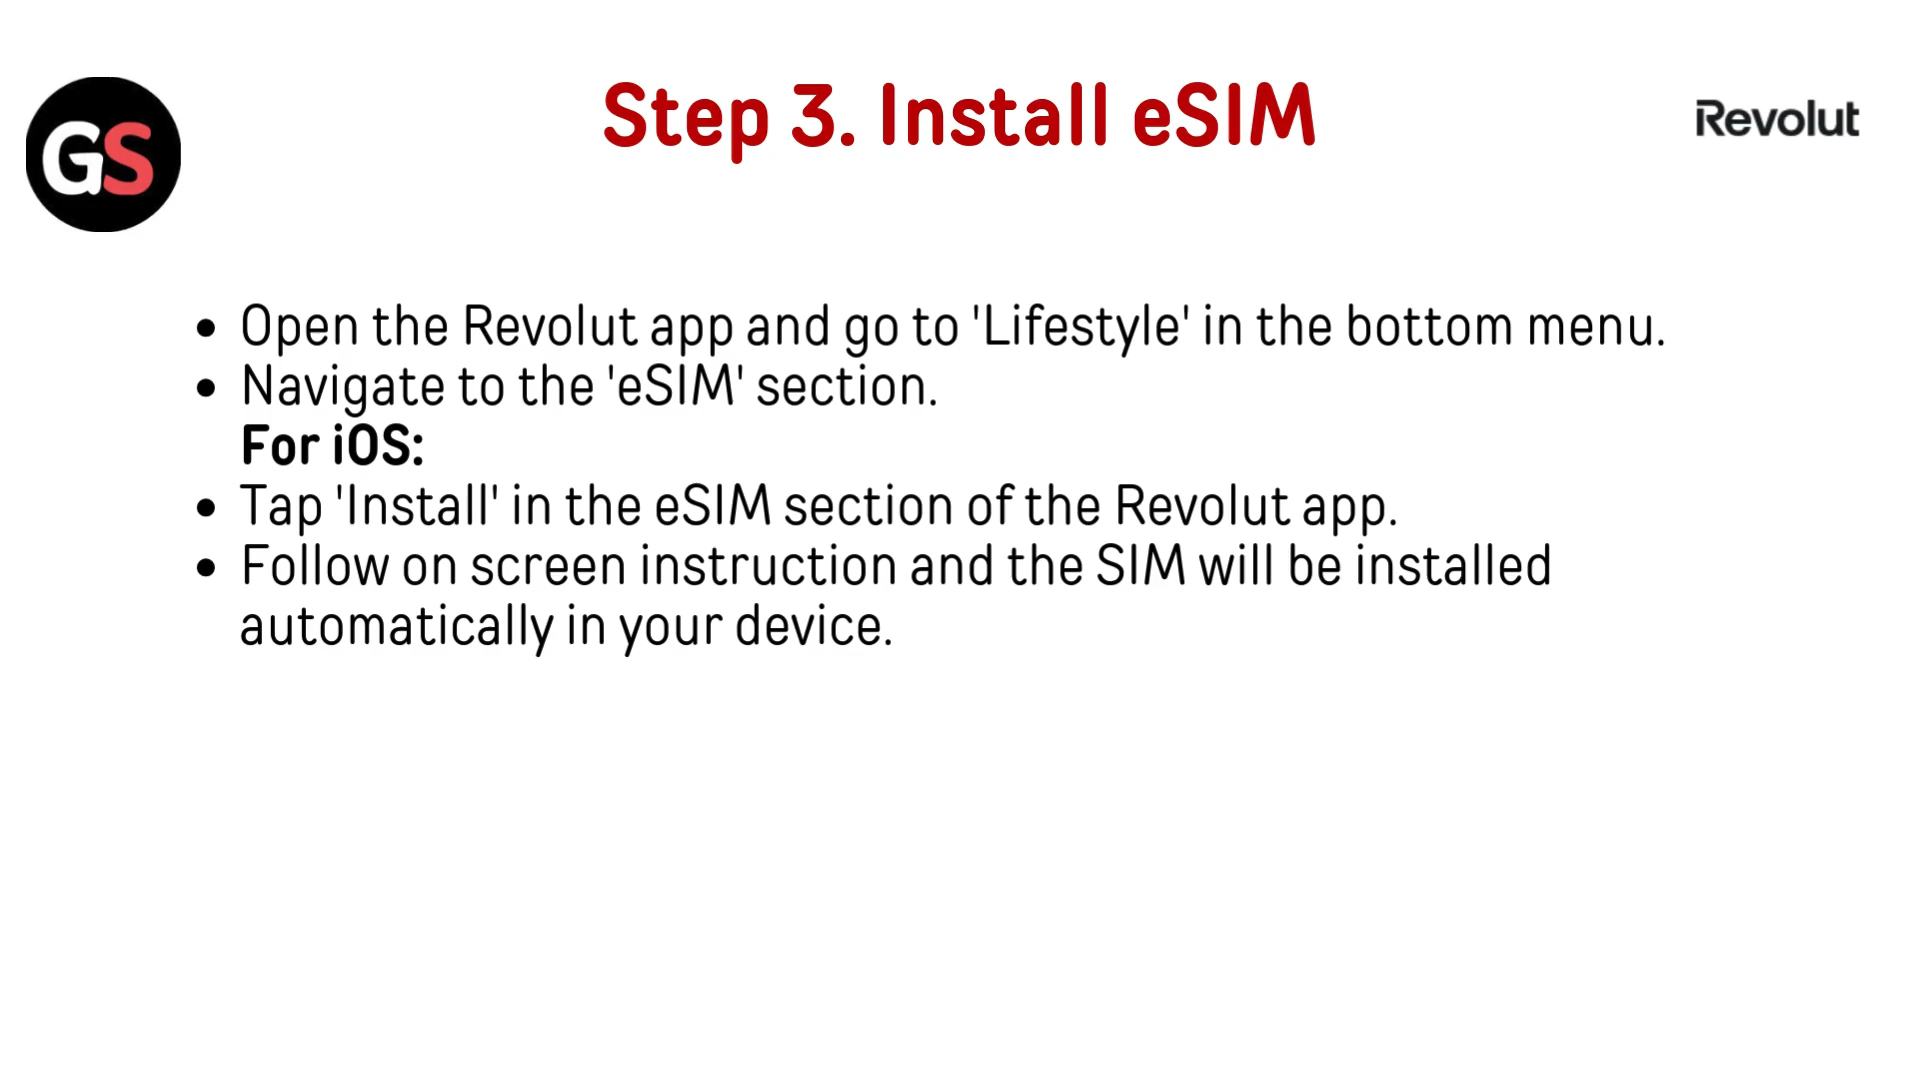 GS
Step 3. Install eSIM
Revolut
• Open the Revolut app and go to 'Lifestyle' in the bottom menu.
• Navigate to the 'eSIM' section.
For iOS:
• Tap 'Install' in the eSIM section of the Revolut app.
• Follow on screen instruction and the SIM will be installed
automatically in your device.